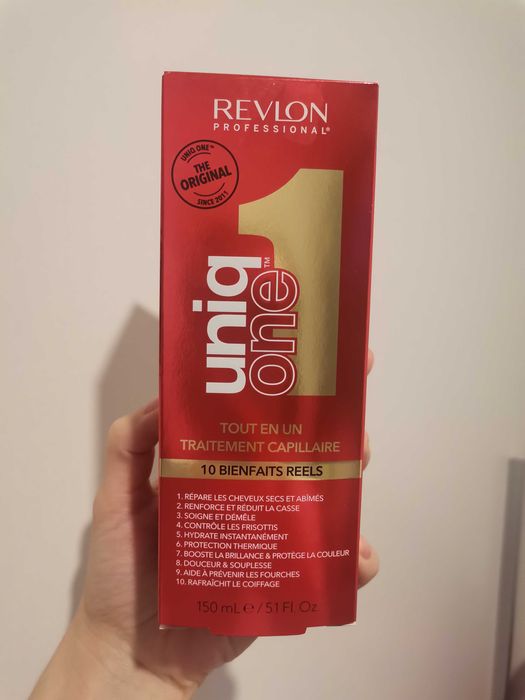 REVLON
PROFESSIONAL®
UNIQ ONE™
THE
ORIGINAL
SINCE 2011
1
uniq
one™
TOUT EN UN
TRAITEMENT CAPILLAIRE
10 BIENFAITS REELS
1. RÉPARE LES CHEVEUX SECS ET ABÎMÉS
2. RENFORCE ET RÉDUIT LA CASSE
3. SOIGNE ET DÉMÊLE
4. CONTRÔLE LES FRISOTTIS
5. HYDRATE INSTANTANÉMENT
6. PROTECTION THERMIQUE
7. BOOSTE LA BRILLANCE & PROTÈGE LA COULEUR
8. DOUCEUR & SOUPLESSE
9. AIDE À PRÉVENIR LES FOURCHES
10. RAFRAÎCHIT LE COIFFAGE
150 mL ℮ / 5.1 Fl. Oz